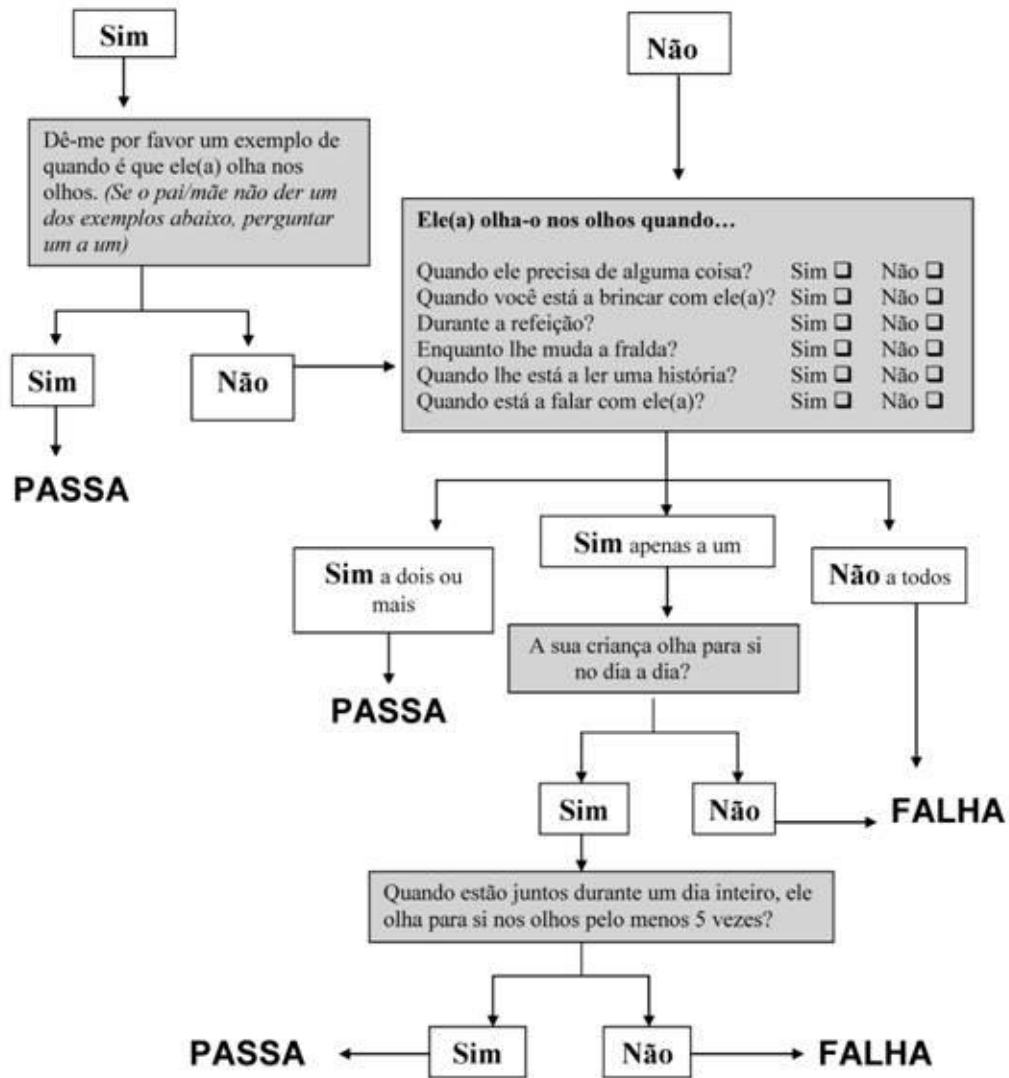 Sim
Não
Dê-me por favor um exemplo de
quando é que ele(a) olha nos
olhos. (Se o pai/mãe não der um
dos exemplos abaixo, perguntar
um a um)
Ele(a) olha-o nos olhos quando…
Quando ele precisa de alguma coisa? Sim ❑ Não ❑
Quando você está a brincar com ele(a)? Sim ❑ Não ❑
Durante a refeição? Sim ❑ Não ❑
Enquanto lhe muda a fralda? Sim ❑ Não ❑
Quando lhe está a ler uma história? Sim ❑ Não ❑
Quando está a falar com ele(a)? Sim ❑ Não ❑
Sim
Não
PASSA
Sim a dois ou
mais
Sim apenas a um
Não a todos
PASSA
A sua criança olha para si
no dia a dia?
Sim
Não
FALHA
Quando estão juntos durante um dia inteiro, ele
olha para si nos olhos pelo menos 5 vezes?
PASSA
Sim
Não
FALHA